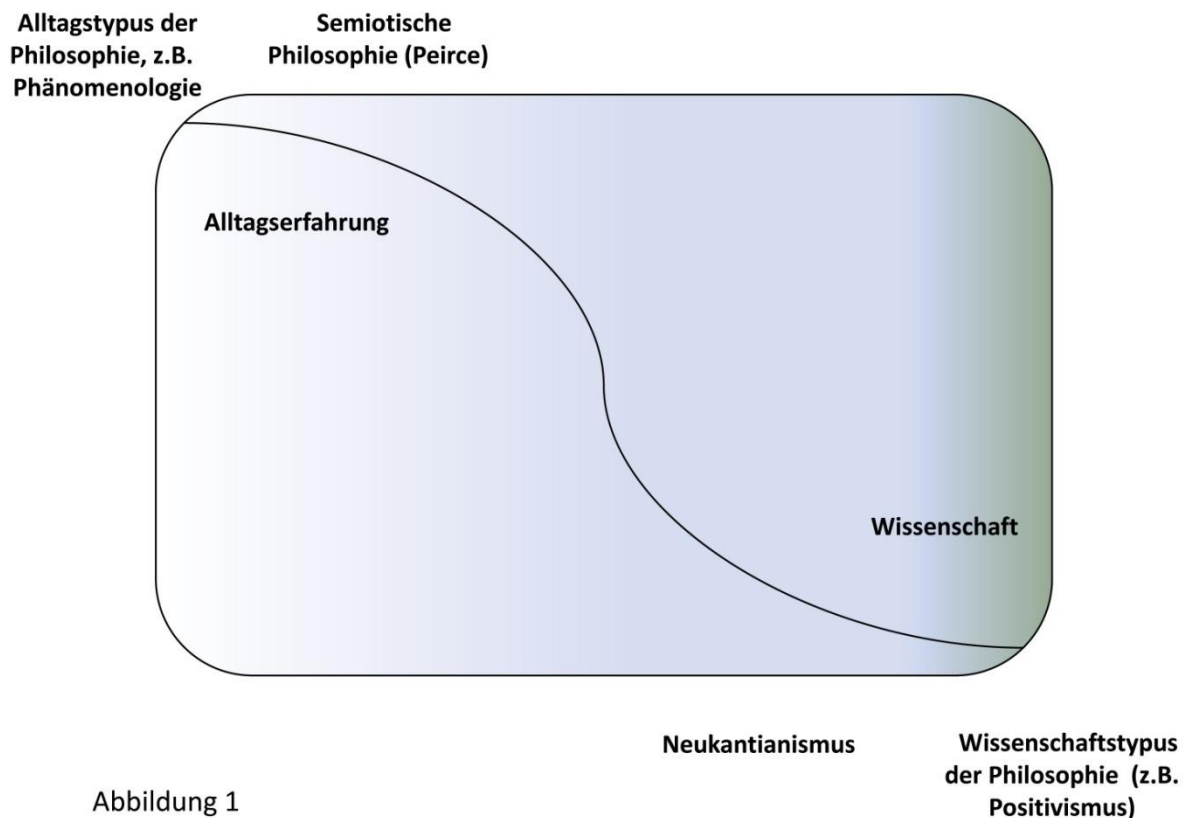 Alltagstypus der
Philosophie, z.B.
Phänomenologie
Semiotische
Philosophie (Peirce)
Alltagserfahrung
Wissenschaft
Neukantianismus
Wissenschaftstypus
der Philosophie (z.B.
Positivismus)
Abbildung 1